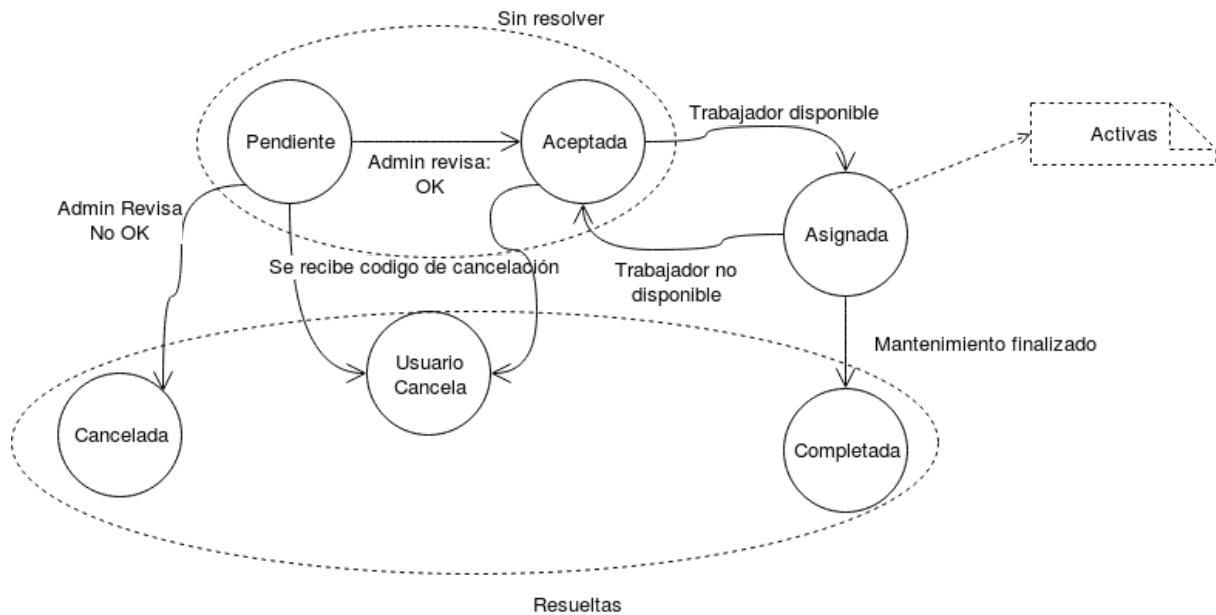 Sin resolver
Pendiente
Admin revisa:
OK
Aceptada
Trabajador disponible
Activas
Admin Revisa
No OK
Asignada
Se recibe codigo de cancelación
Trabajador no
disponible
Usuario
Cancela
Mantenimiento finalizado
Cancelada
Completada
Resueltas